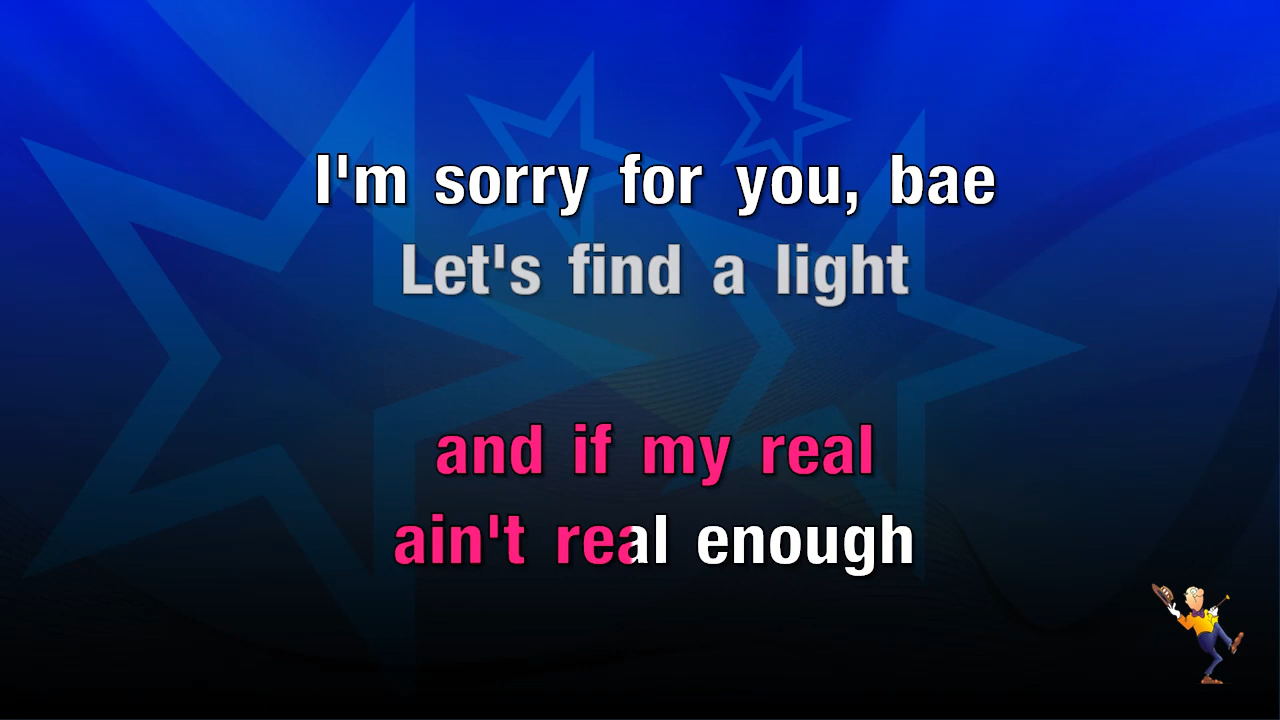 I'm sorry for you, bae
Let's find a light
and if my real
ain't real enough